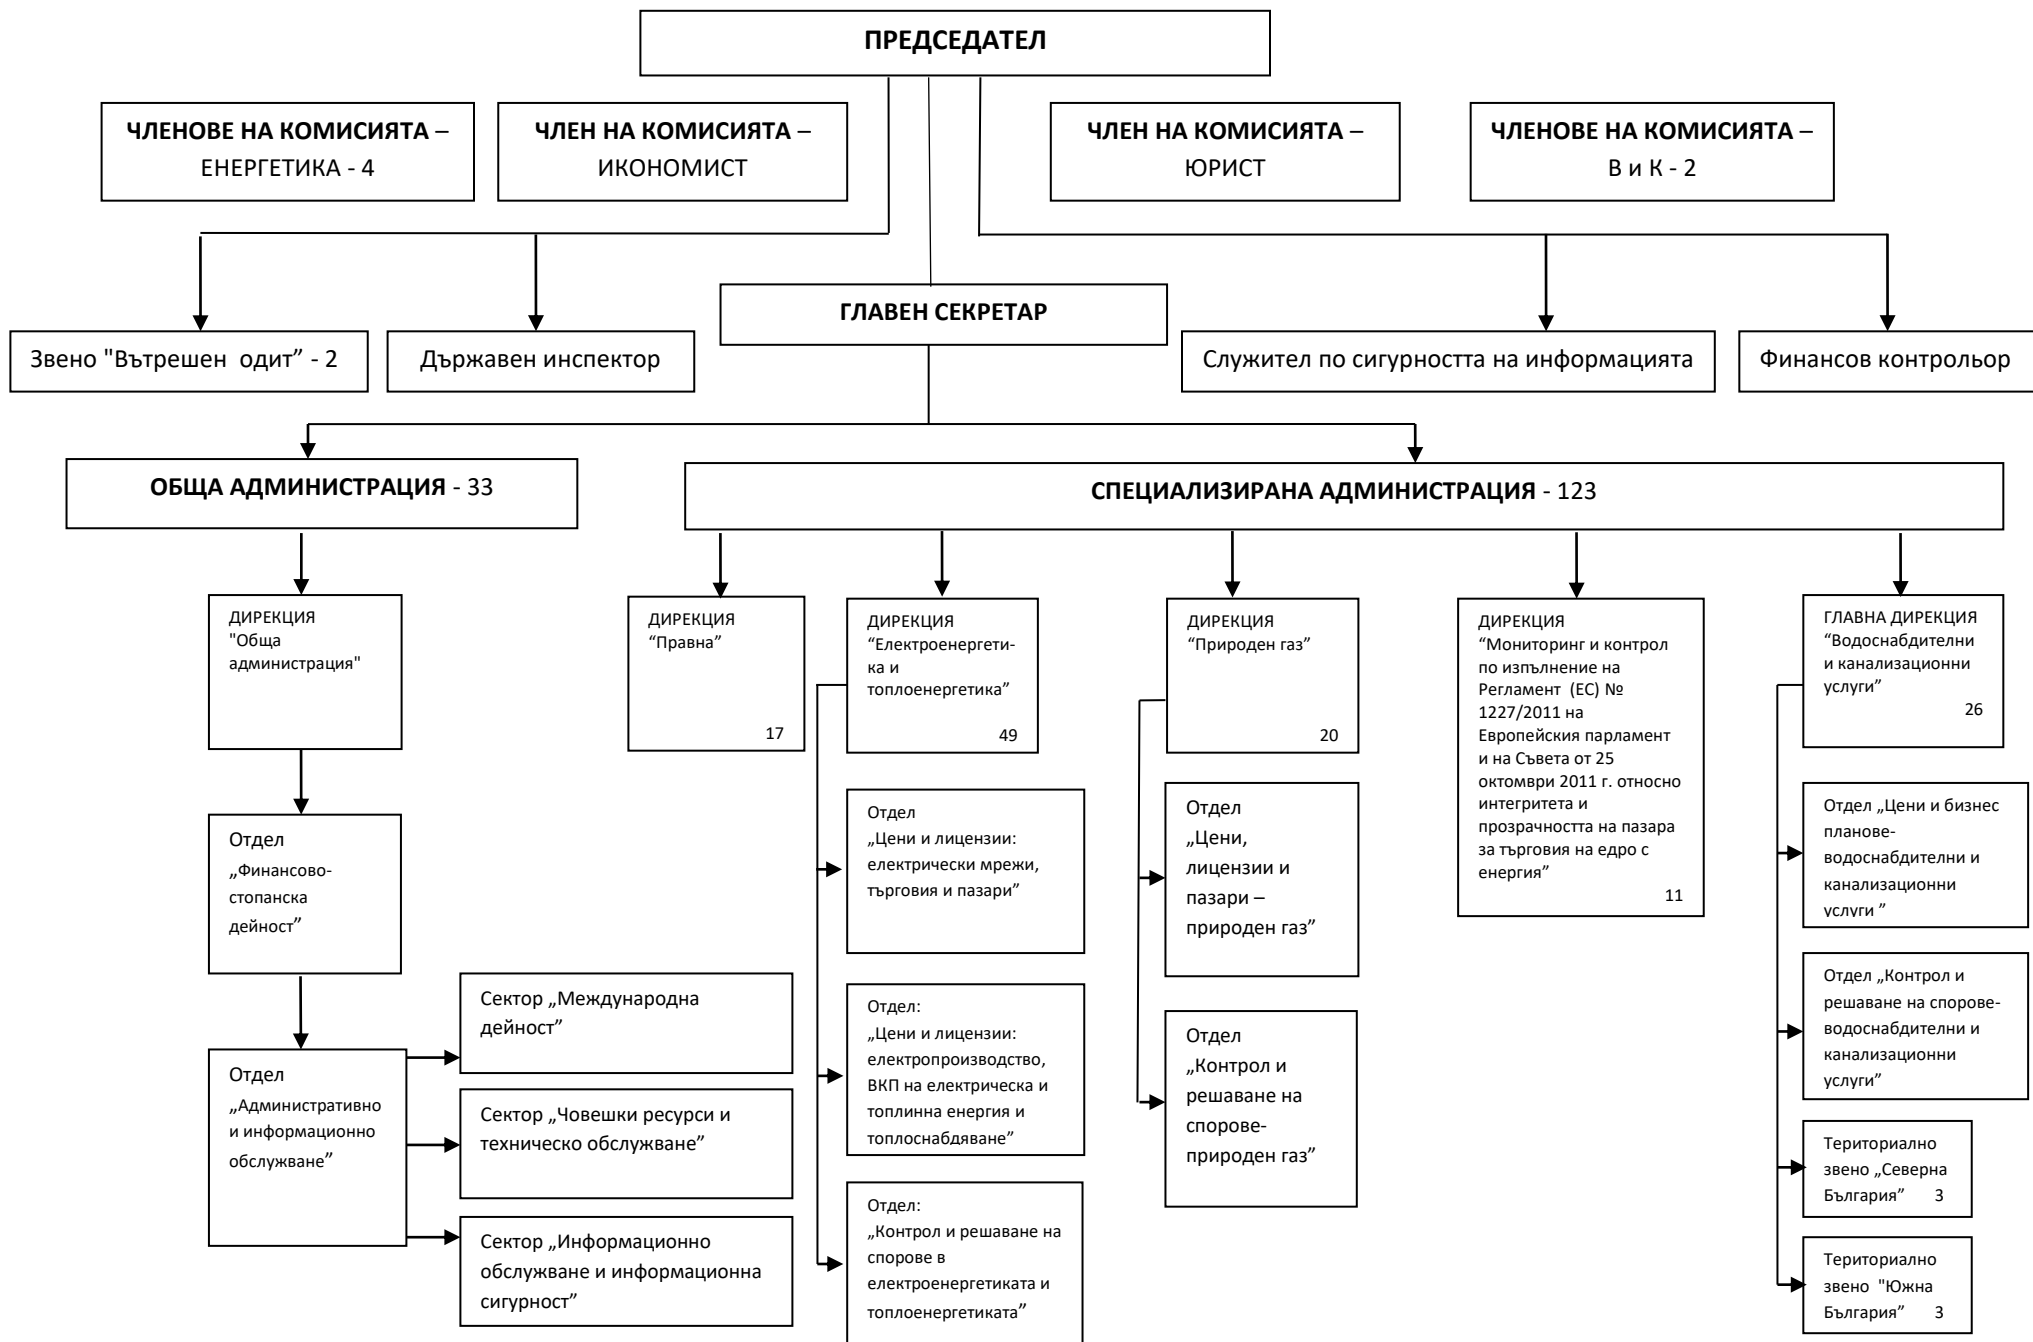 ПРЕДСЕДАТЕЛ
ЧЛЕНОВЕ НА КОМИСИЯТА –
ЕНЕРГЕТИКА - 4
ЧЛЕН НА КОМИСИЯТА –
ИКОНОМИСТ
ЧЛЕН НА КОМИСИЯТА –
ЮРИСТ
ЧЛЕНОВЕ НА КОМИСИЯТА –
В и К - 2
ГЛАВЕН СЕКРЕТАР
Звено "Вътрешен одит” - 2
Държавен инспектор
Служител по сигурността на информацията
Финансов контрольор
ОБЩА АДМИНИСТРАЦИЯ - 33
СПЕЦИАЛИЗИРАНА АДМИНИСТРАЦИЯ - 123
ДИРЕКЦИЯ
"Обща
администрация"
Отдел
„Финансово-
стопанска
дейност”
Отдел
„Административно
и информационно
обслужване”
Сектор „Международна
дейност”
Сектор „Човешки ресурси и
техническо обслужване”
Сектор „Информационно
обслужване и информационна
сигурност”
ДИРЕКЦИЯ
“Правна”
17
ДИРЕКЦИЯ
“Електроенергети-
ка и
топлоенергетика”
49
Отдел
„Цени и лицензии:
електрически мрежи,
търговия и пазари”
Отдел:
„Цени и лицензии:
електропроизводство,
ВКП на електрическа и
топлинна енергия и
топлоснабдяване”
Отдел:
„Контрол и решаване на
спорове в
електроенергетиката и
топлоенергетиката”
ДИРЕКЦИЯ
“Природен газ”
20
Отдел
„Цени,
лицензии и
пазари –
природен газ”
Отдел
„Контрол и
решаване на
спорове-
природен газ”
ДИРЕКЦИЯ
“Мониторинг и контрол
по изпълнение на
Регламент (ЕС) №
1227/2011 на
Европейския парламент
и на Съвета от 25
октомври 2011 г. относно
интегритета и
прозрачността на пазара
за търговия на едро с
енергия”
11
ГЛАВНА ДИРЕКЦИЯ
“Водоснабдителни
и канализационни
услуги”
26
Отдел „Цени и бизнес
планове-
водоснабдителни и
канализационни
услуги ”
Отдел „Контрол и
решаване на спорове-
водоснабдителни и
канализационни
услуги”
Териториално
звено „Северна
България” 3
Териториално
звено "Южна
България” 3